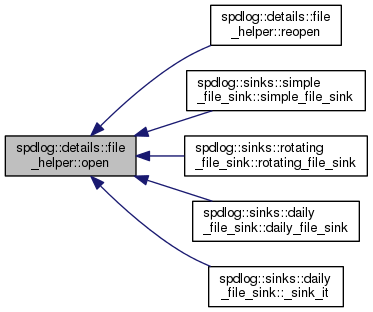 spdlog::details::file
_helper::reopen
spdlog::sinks::simple
_file_sink::simple_file_sink
spdlog::details::file
_helper::open
spdlog::sinks::rotating
_file_sink::rotating_file_sink
spdlog::sinks::daily
_file_sink::daily_file_sink
spdlog::sinks::daily
_file_sink::_sink_it